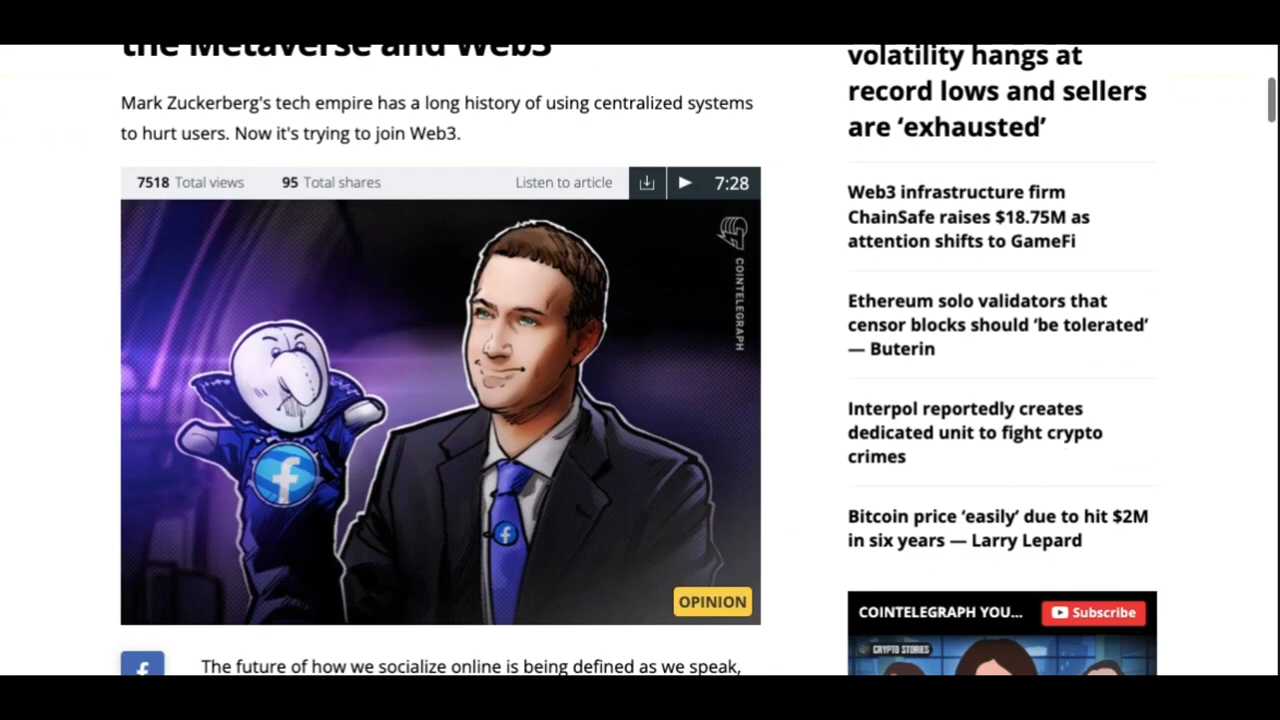 the Metaverse and Web3
Mark Zuckerberg's tech empire has a long history of using centralized systems
to hurt users. Now it's trying to join Web3.
7518 Total views 95 Total shares Listen to article 7:28
COINTELEGRAPH
f
f
OPINION
f
The future of how we socialize online is being defined as we speak,
volatility hangs at
record lows and sellers
are ‘exhausted’
Web3 infrastructure firm
ChainSafe raises $18.75M as
attention shifts to GameFi
Ethereum solo validators that
censor blocks should ‘be tolerated’
— Buterin
Interpol reportedly creates
dedicated unit to fight crypto
crimes
Bitcoin price ‘easily’ due to hit $2M
in six years — Larry Lepard
COINTELEGRAPH YOU... Subscribe
CRYPTO STORIES